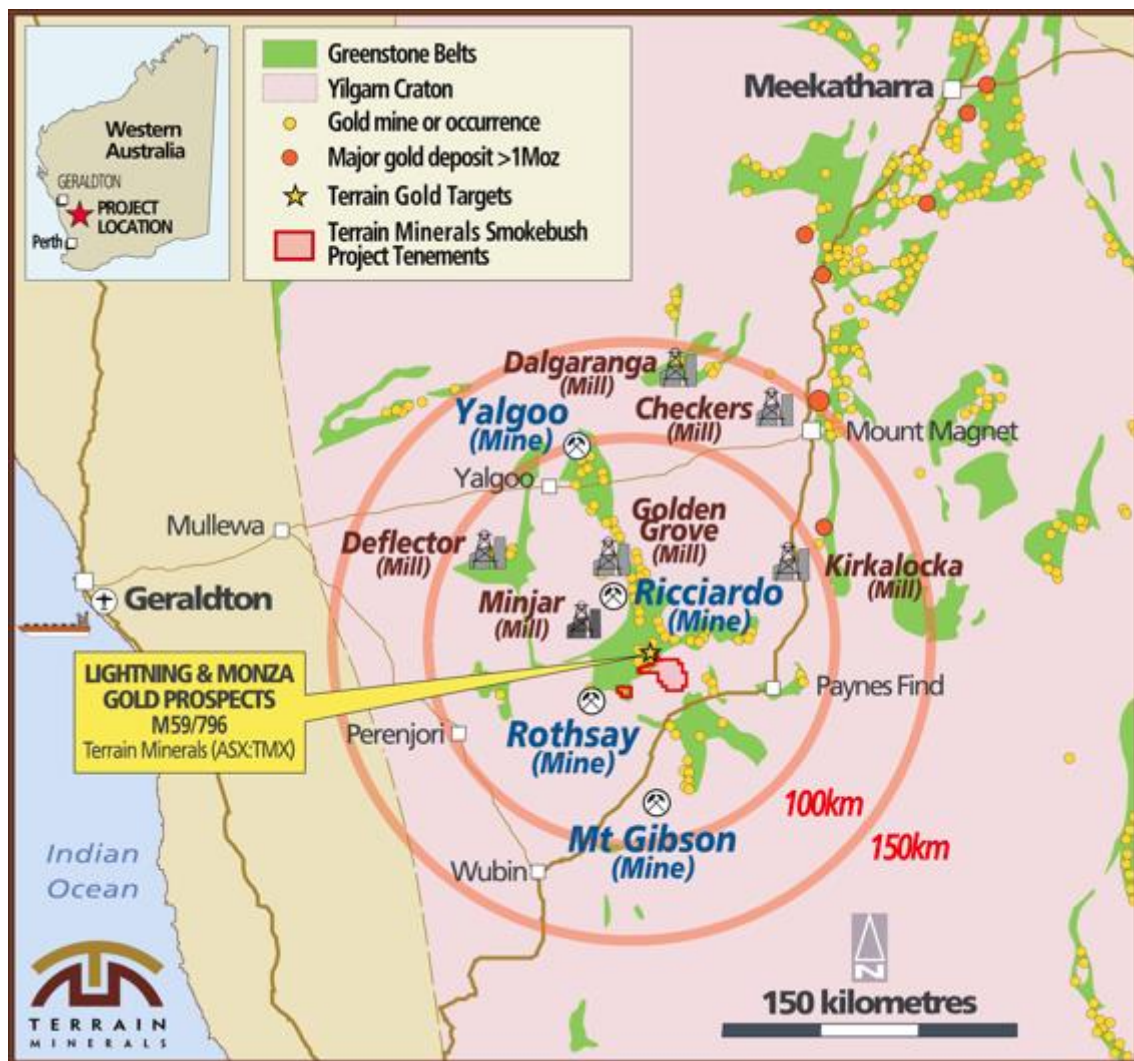 Western
Australia
GERALDTON
PROJECT
LOCATION
Perth
Greenstone Belts
Yilgarn Craton
Gold mine or occurrence
Major gold deposit >1Moz
Terrain Gold Targets
Terrain Minerals Smokebush
Project Tenements
Meekatharra
Dalgaranga
(Mill)
Checkers
(Mill)
Yalgoo
(Mine)
Mount Magnet
Yalgoo
Mullewa
Golden
Grove
(Mill)
Deflector
(Mill)
Kirkalocka
(Mill)
Geraldton
Ricciardo
(Mine)
Minjar
(Mill)
LIGHTNING & MONZA
GOLD PROSPECTS
M59/796
Terrain Minerals (ASX:TMX)
Paynes Find
Perenjori
Rothsay
(Mine)
100km
150km
Mt Gibson
(Mine)
Wubin
Indian
Ocean
N
150 kilometres
TERRAIN
MINERALS